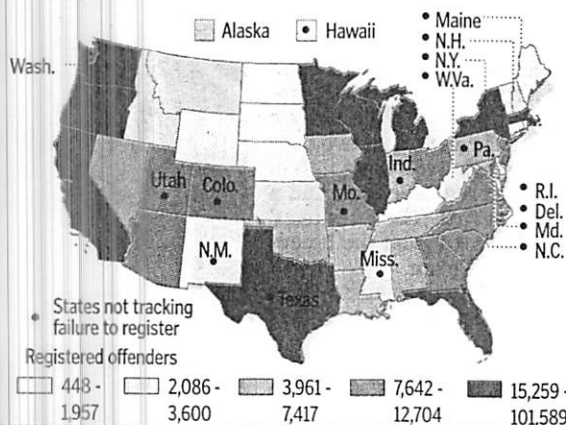 Alaska Hawaii
Maine
N.H.
N.Y.
W.Va.
Wash.
Pa.
Ind.
Utah Colo. Mo.
R.I.
Del.
Md.
N.C.
N.M. Miss.
Texas
States not tracking
failure to register
Registered offenders
448 - 2,086 - 3,961 - 7,642 - 15,259 -
1,957 3,600 7,417 12,704 101,589